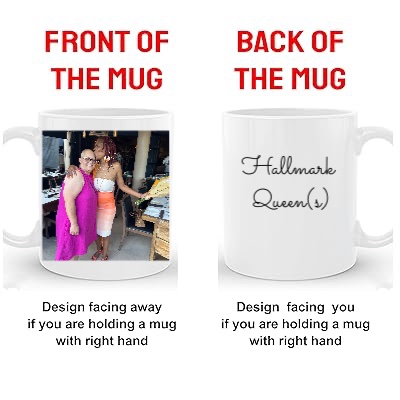 FRONT OF
THE MUG
BACK OF
THE MUG
Hallmark
Queen(s)
Design facing away
if you are holding a mug
with right hand
Design facing you
if you are holding a mug
with right hand